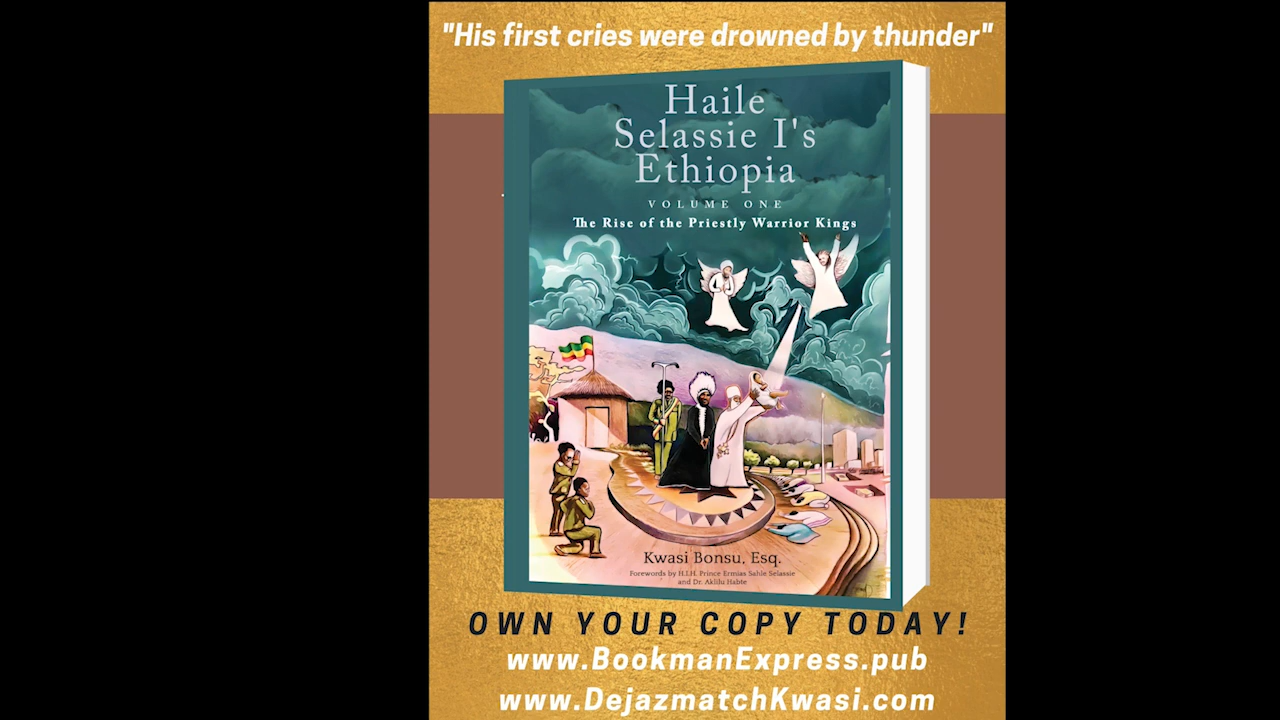 "His first cries were drowned by thunder"
Haile
Selassie I's
Ethiopia
VOLUME ONE
The Rise of the Priestly Warrior Kings
Kwasi Bonsu, Esq.
Forewords by H.I.H. Prince Ermias Sahle Selassie
and Dr. Aklilu Habte
OWN YOUR COPY TODAY!
www.BookmanExpress.pub
www.DejazmatchKwasi.com